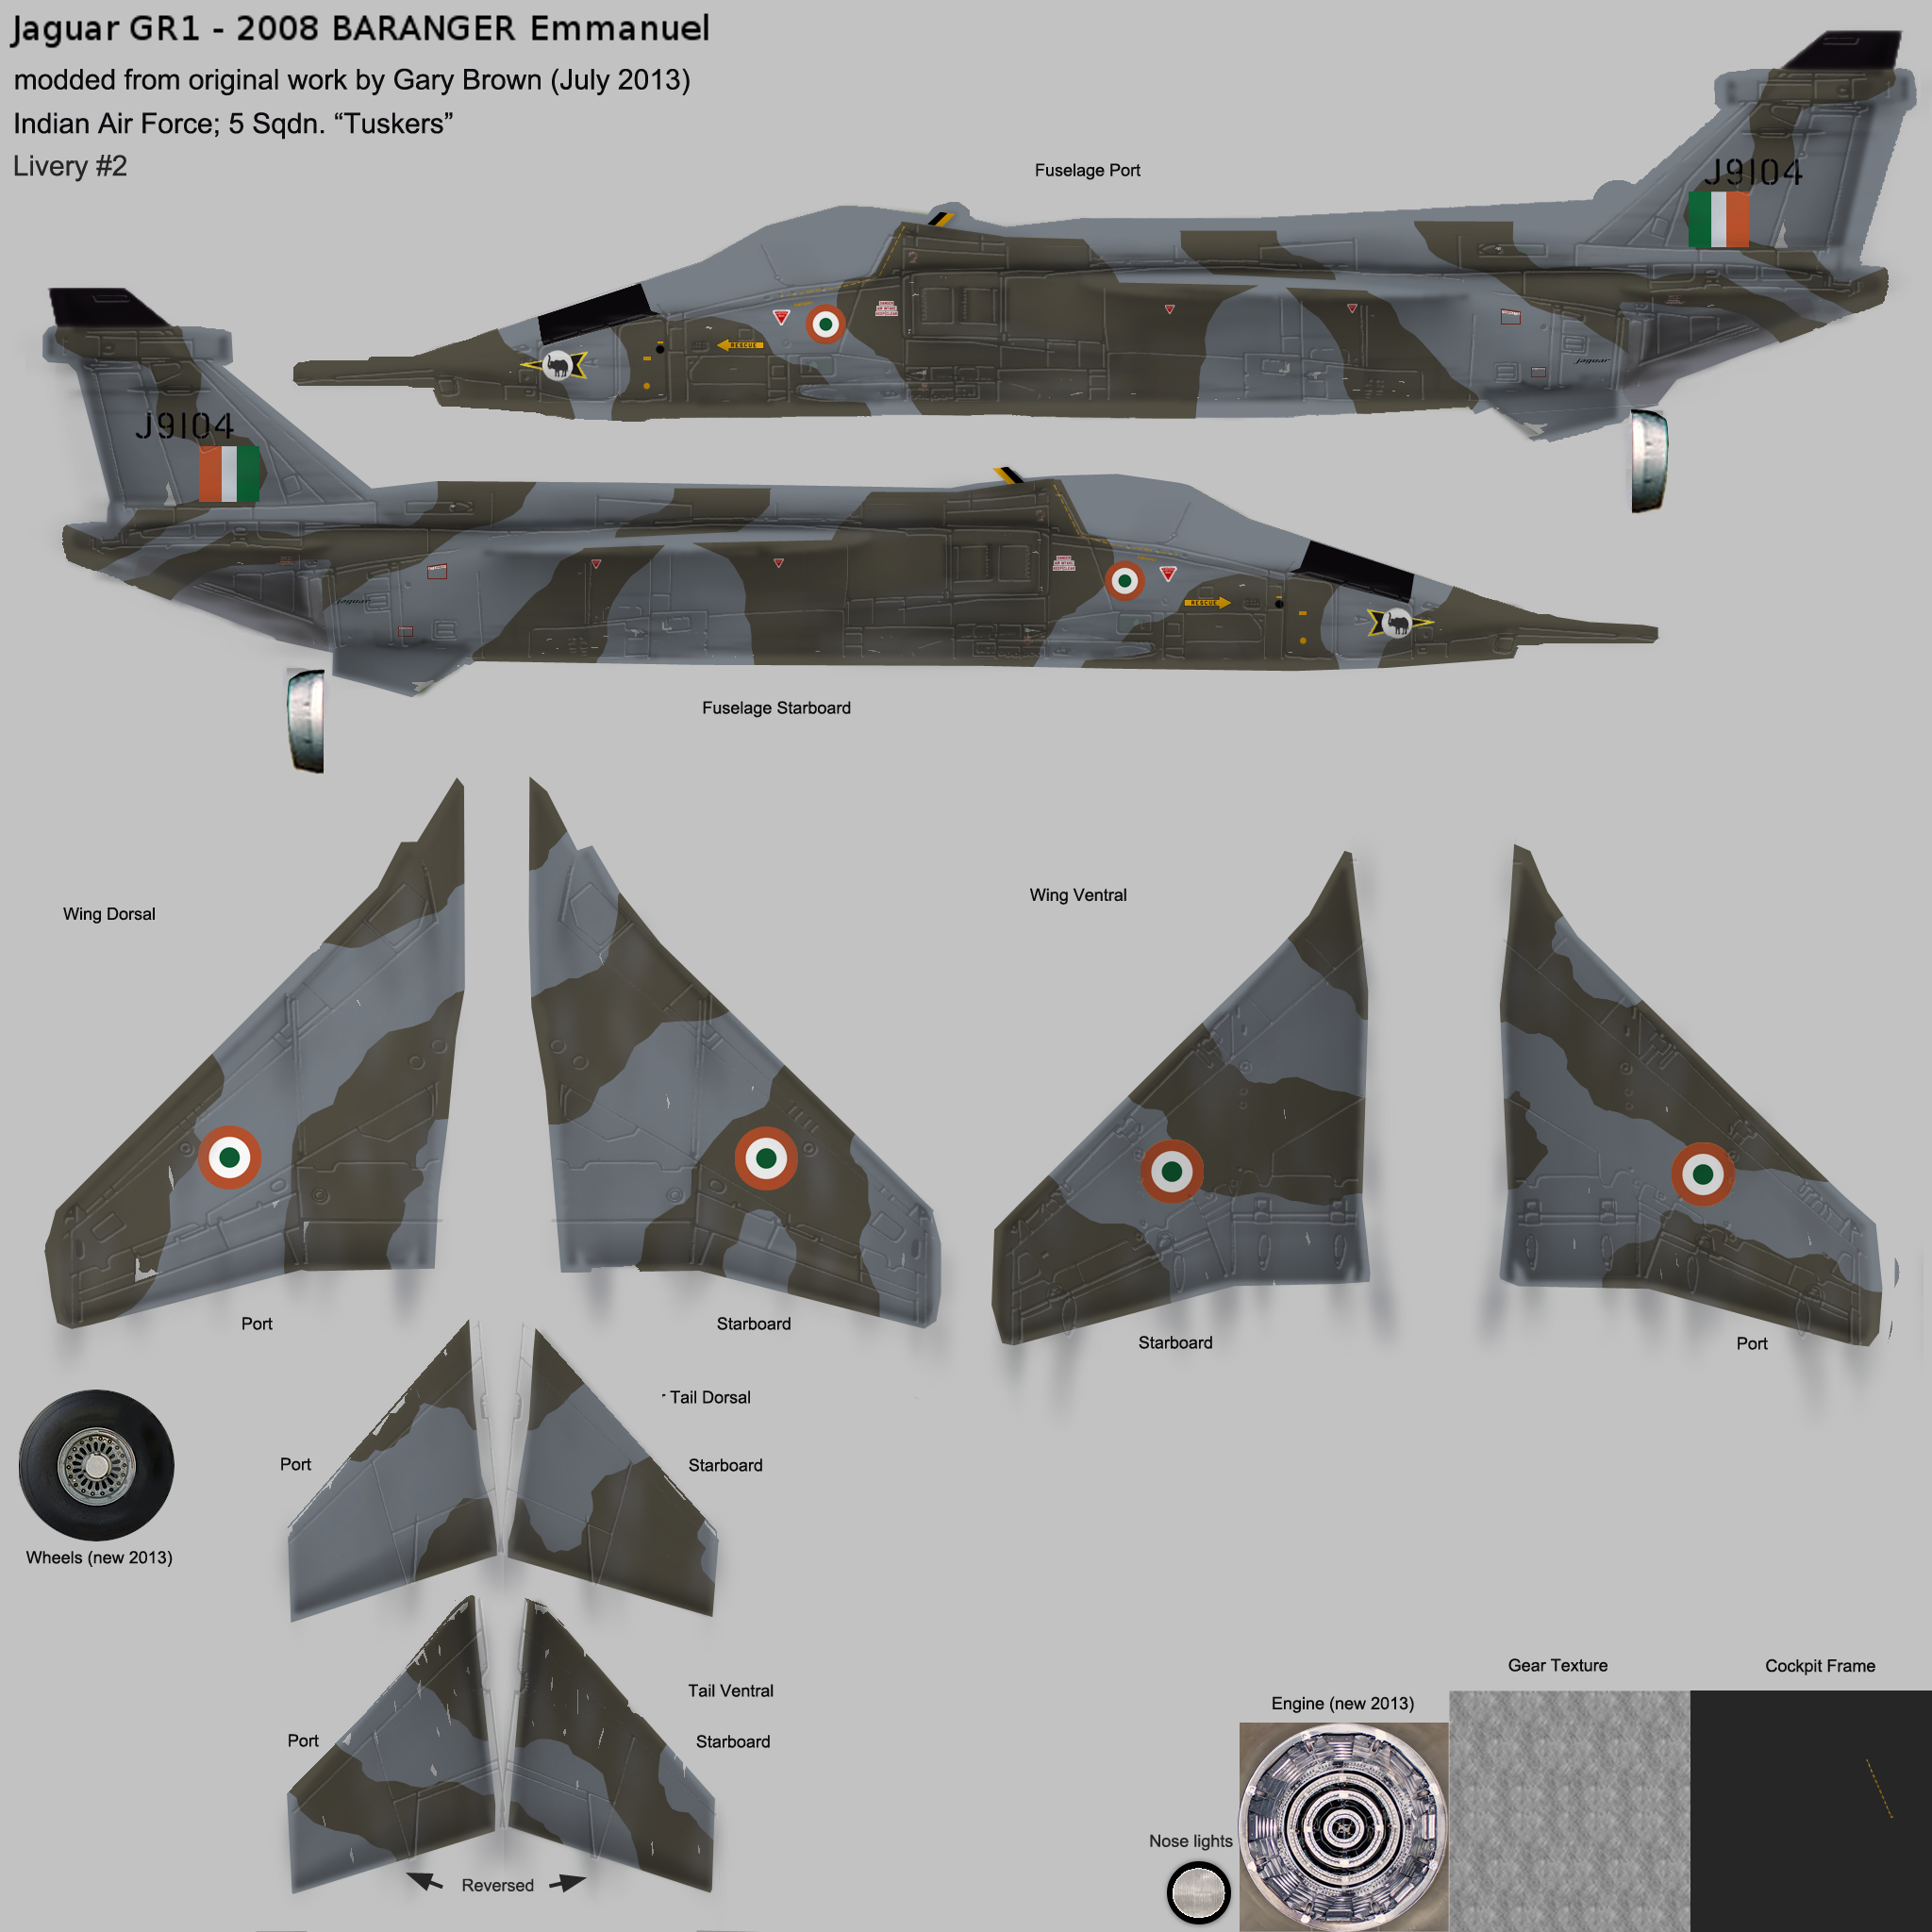 Jaguar GR1 - 2008 BARANGER Emmanuel
modded from original work by Gary Brown (July 2013)
Indian Air Force; 5 Sqdn. “Tuskers”
Livery #2
Fuselage Port
J9104
RESCUE
Jaguar
J9104
RESCUE
Jaguar
Fuselage Starboard
Wing Dorsal
Wing Ventral
Port
Starboard
Starboard
Port
Tail Dorsal
Port
Starboard
Wheels (new 2013)
Tail Ventral
Port
Starboard
Reversed
Gear Texture
Cockpit Frame
Engine (new 2013)
Nose lights